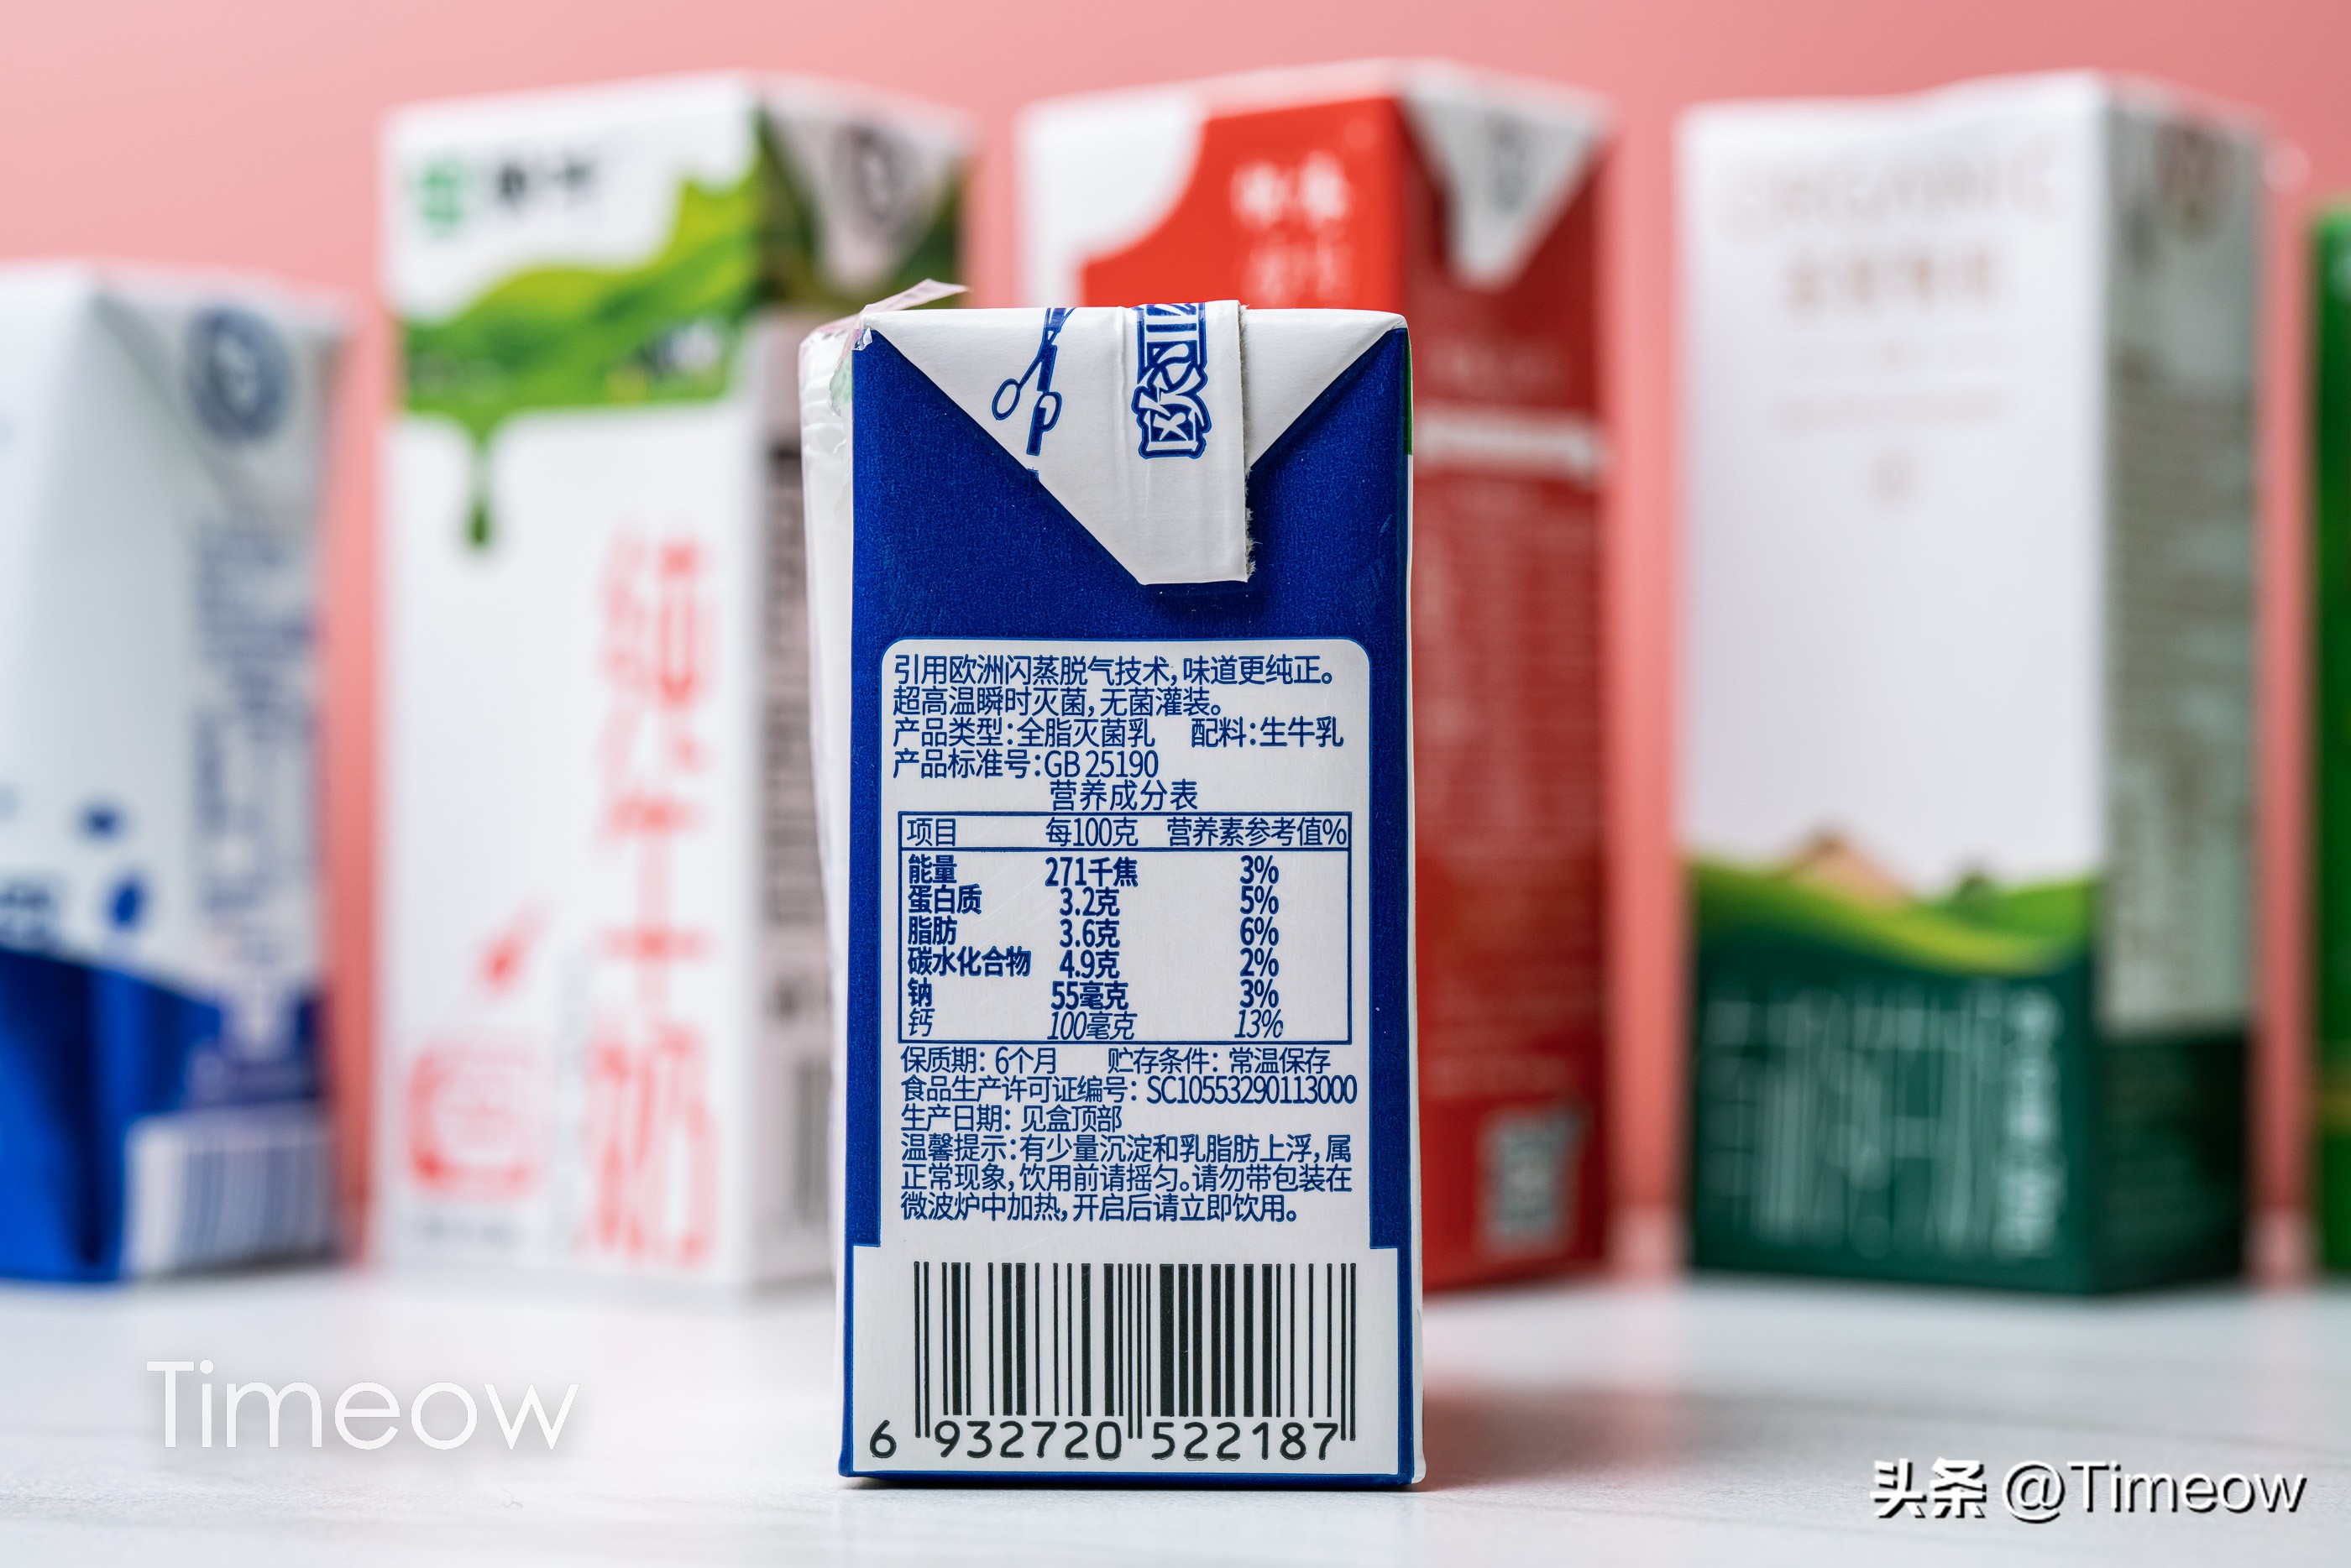 欧
引用欧洲闪蒸脱气技术,味道更纯正。
超高温瞬时灭菌,无菌灌装。
产品类型:全脂灭菌乳 配料:生牛乳
产品标准号:GB 25190
营养成分表
项目 每100克 营养素参考值%
能量 271千焦 3%
蛋白质 3.2克 5%
脂肪 3.6克 6%
碳水化合物 4.9克 2%
钠 55毫克 3%
钙 100毫克 13%
保质期: 6个月 贮存条件: 常温保存
食品生产许可证编号: SC10553290113000
生产日期: 见盒顶部
温馨提示:有少量沉淀和乳脂肪上浮,属
正常现象,饮用前请摇匀。请勿带包装在
微波炉中加热,开启后请立即饮用。
6 932720 522187
纯牛奶
Timeow
头条 @Timeow